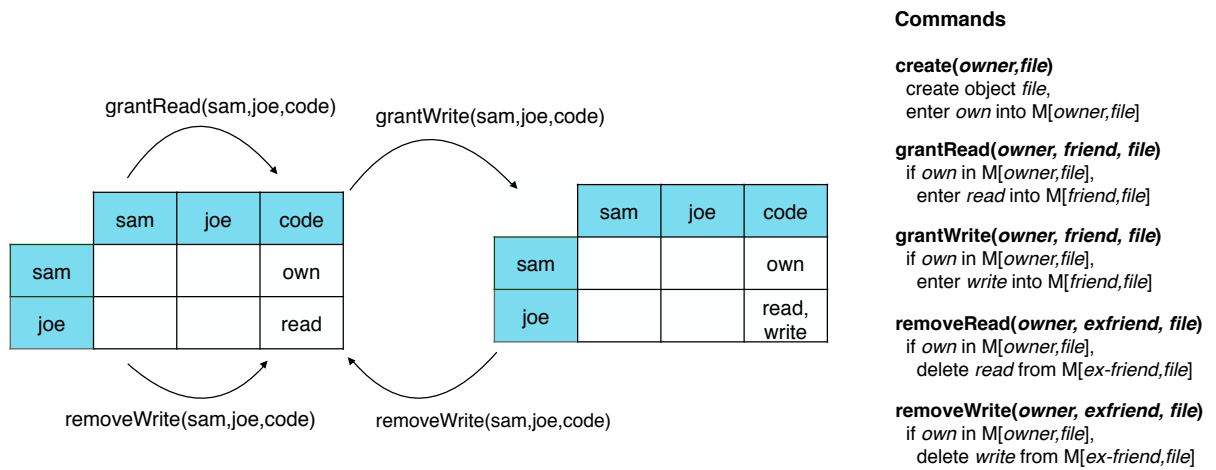 grantRead(sam,joe,code)
grantWrite(sam,joe,code)
sam joe code
sam own
joe read
removeWrite(sam,joe,code)
sam joe code
sam own
joe read,
write
removeWrite(sam,joe,code)
Commands
create(owner,file)
create object file,
enter own into M[owner,file]
grantRead(owner, friend, file)
if own in M[owner,file],
enter read into M[friend,file]
grantWrite(owner, friend, file)
if own in M[owner,file],
enter write into M[friend,file]
removeRead(owner, exfriend, file)
if own in M[owner,file],
delete read from M[ex-friend,file]
removeWrite(owner, exfriend, file)
if own in M[owner,file],
delete write from M[ex-friend,file]